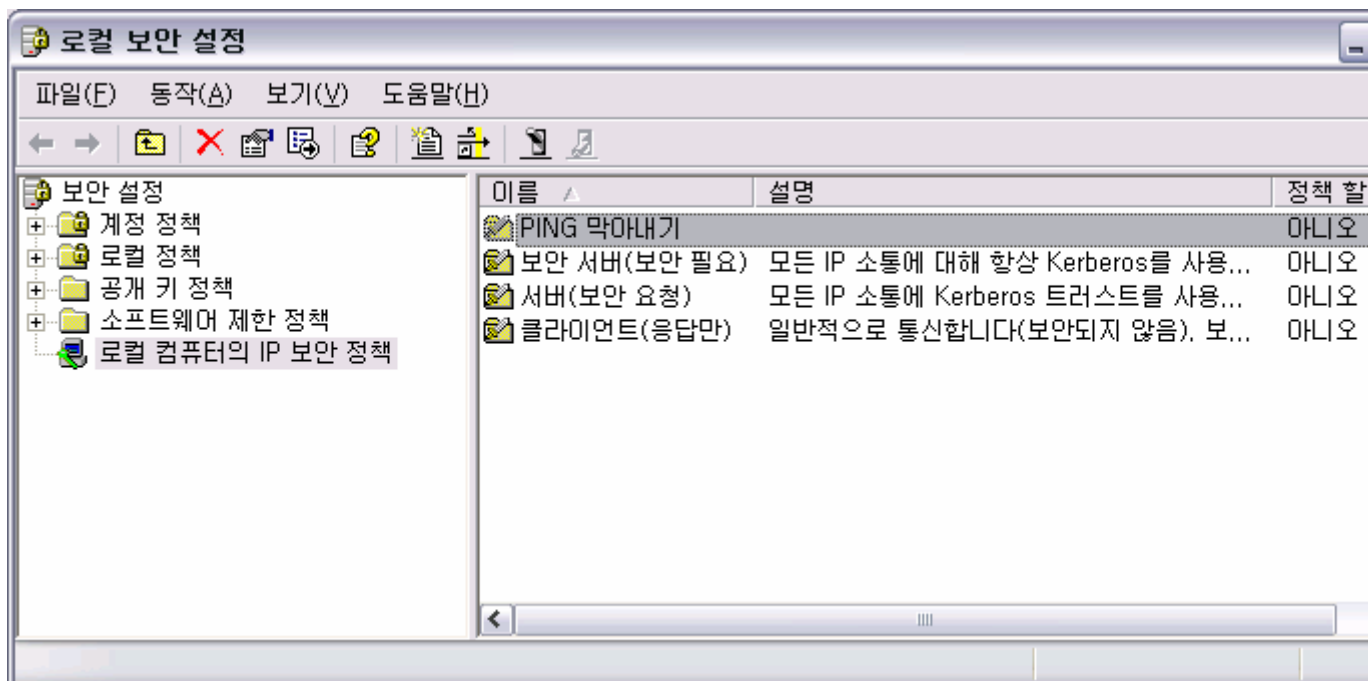 로컬 보안 설정
파일(F) 동작(A) 보기(V) 도움말(H)
보안 설정
계정 정책
로컬 정책
공개 키 정책
소프트웨어 제한 정책
로컬 컴퓨터의 IP 보안 정책
이름 설명 정책 할
PING 막아내기 아니오
보안 서버(보안 필요) 모든 IP 소통에 대해 항상 Kerberos를 사용... 아니오
서버(보안 요청) 모든 IP 소통에 Kerberos 트러스트를 사용... 아니오
클라이언트(응답만) 일반적으로 통신합니다(보안되지 않음). 보... 아니오